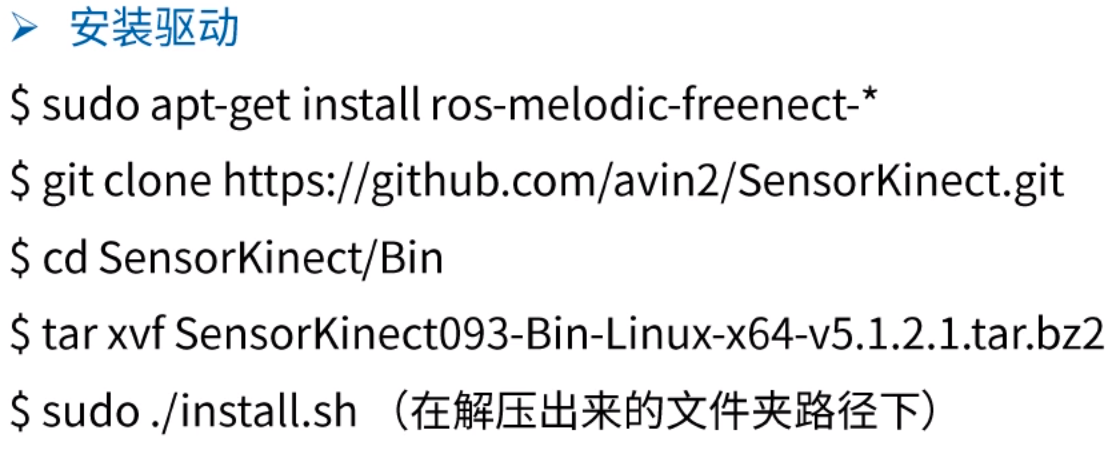 ➢ 安装驱动
$ sudo apt-get install ros-melodic-freenect-*
$ git clone https://github.com/avin2/SensorKinect.git
$ cd SensorKinect/Bin
$ tar xvf SensorKinect093-Bin-Linux-x64-v5.1.2.1.tar.bz2
$ sudo ./install.sh （在解压出来的文件夹路径下）